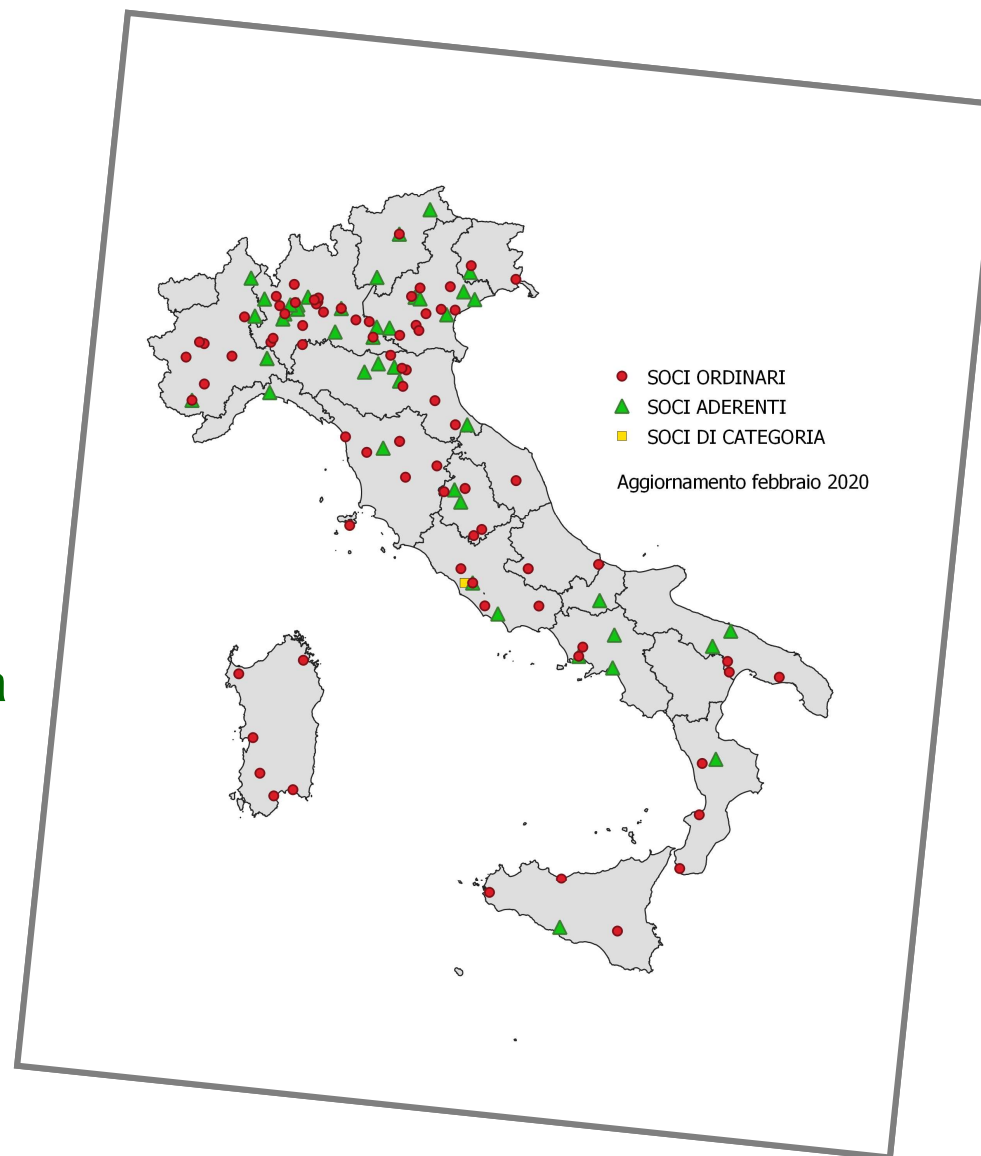 SOCI ORDINARI
SOCI ADERENTI
SOCI DI CATEGORIA
Aggiornamento febbraio 2020